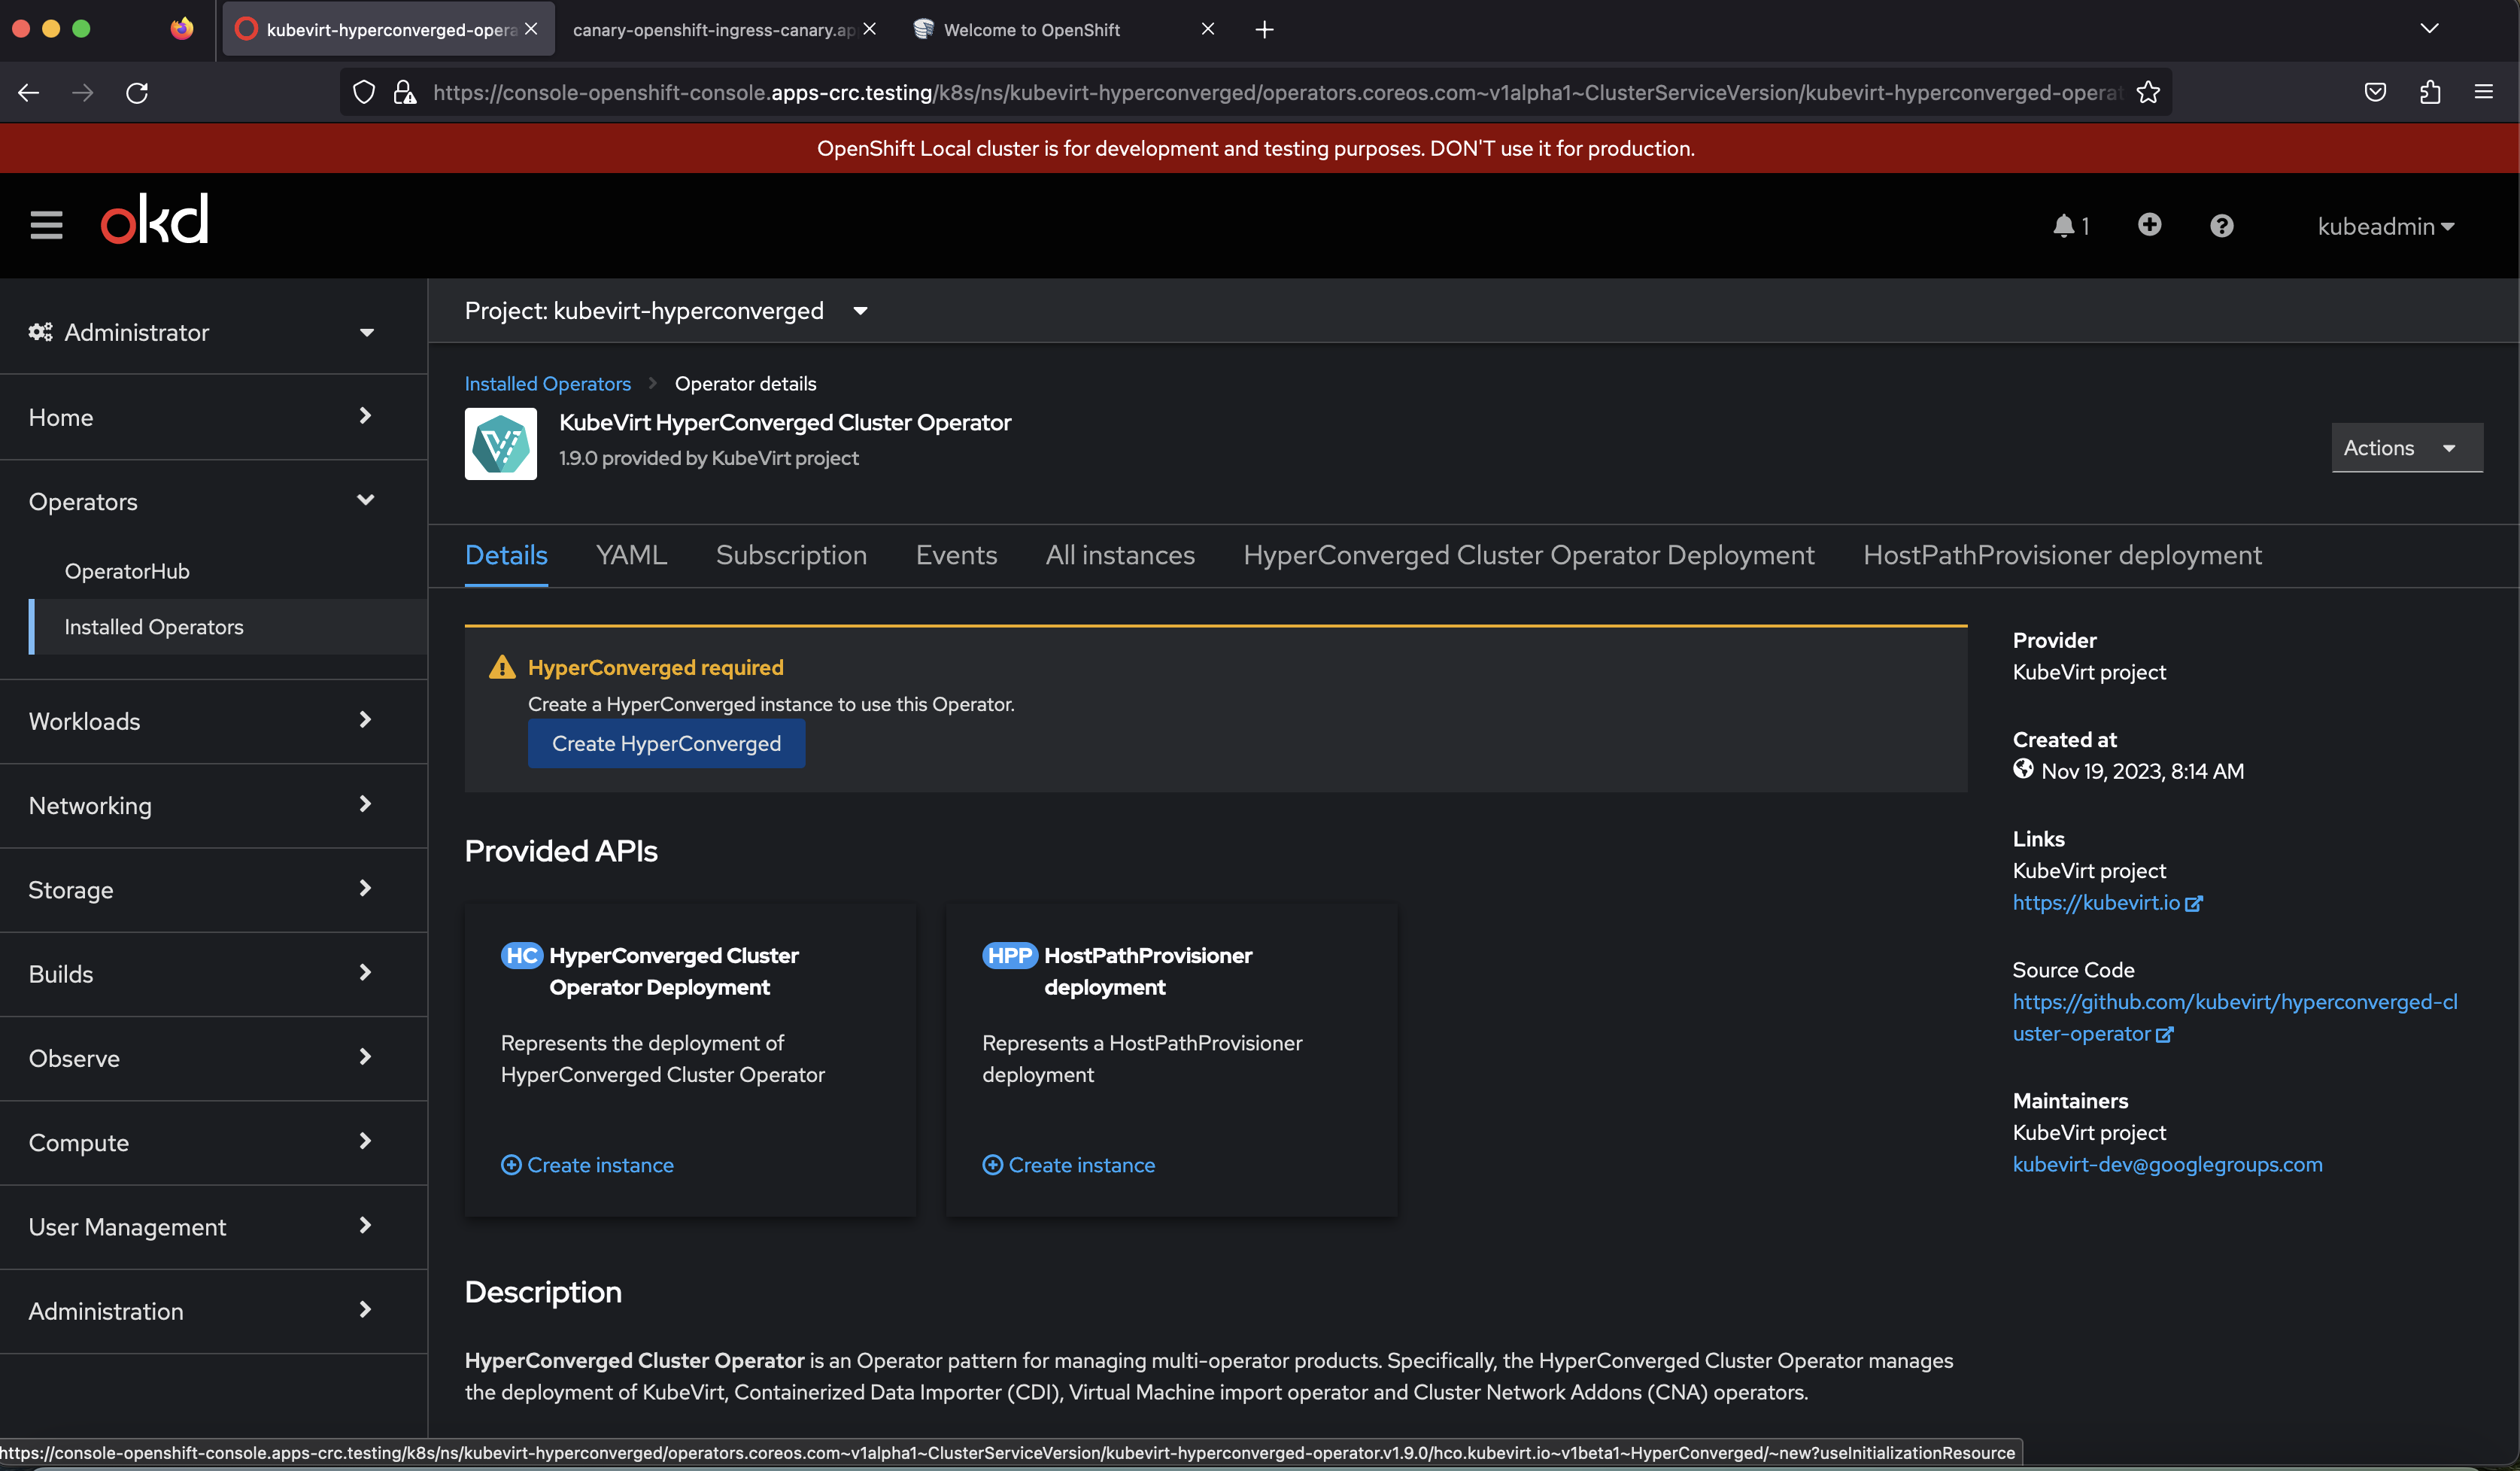 kubevirt-hyperconverged-opera
canary-openshift-ingress-canary.ap
Welcome to OpenShift
https://console-openshift-console.apps-crc.testing/k8s/ns/kubevirt-hyperconverged/operators.coreos.com~v1alpha1~ClusterServiceVersion/kubevirt-hyperconverged-operat
OpenShift Local cluster is for development and testing purposes. DON'T use it for production.
okd
1
kubeadmin
Administrator
Home
Operators
OperatorHub
Installed Operators
Workloads
Networking
Storage
Builds
Observe
Compute
User Management
Administration
Project: kubevirt-hyperconverged
Installed Operators
Operator details
KubeVirt HyperConverged Cluster Operator
1.9.0 provided by KubeVirt project
Actions
Details
YAML
Subscription
Events
All instances
HyperConverged Cluster Operator Deployment
HostPathProvisioner deployment
HyperConverged required
Create a HyperConverged instance to use this Operator.
Create HyperConverged
Provided APIs
HC HyperConverged Cluster
Operator Deployment
Represents the deployment of
HyperConverged Cluster Operator
Create instance
HPP HostPathProvisioner
deployment
Represents a HostPathProvisioner
deployment
Create instance
Description
HyperConverged Cluster Operator is an Operator pattern for managing multi-operator products. Specifically, the HyperConverged Cluster Operator manages
the deployment of KubeVirt, Containerized Data Importer (CDI), Virtual Machine import operator and Cluster Network Addons (CNA) operators.
Provider
KubeVirt project
Created at
Nov 19, 2023, 8:14 AM
Links
KubeVirt project
https://kubevirt.io
Source Code
https://github.com/kubevirt/hyperconverged-cl
uster-operator
Maintainers
KubeVirt project
kubevirt-dev@googlegroups.com
https://console-openshift-console.apps-crc.testing/k8s/ns/kubevirt-hyperconverged/operators.coreos.com~v1alpha1~ClusterServiceVersion/kubevirt-hyperconverged-operator.v1.9.0/hco.kubevirt.io~v1beta1~HyperConverged/~new?useInitializationResource